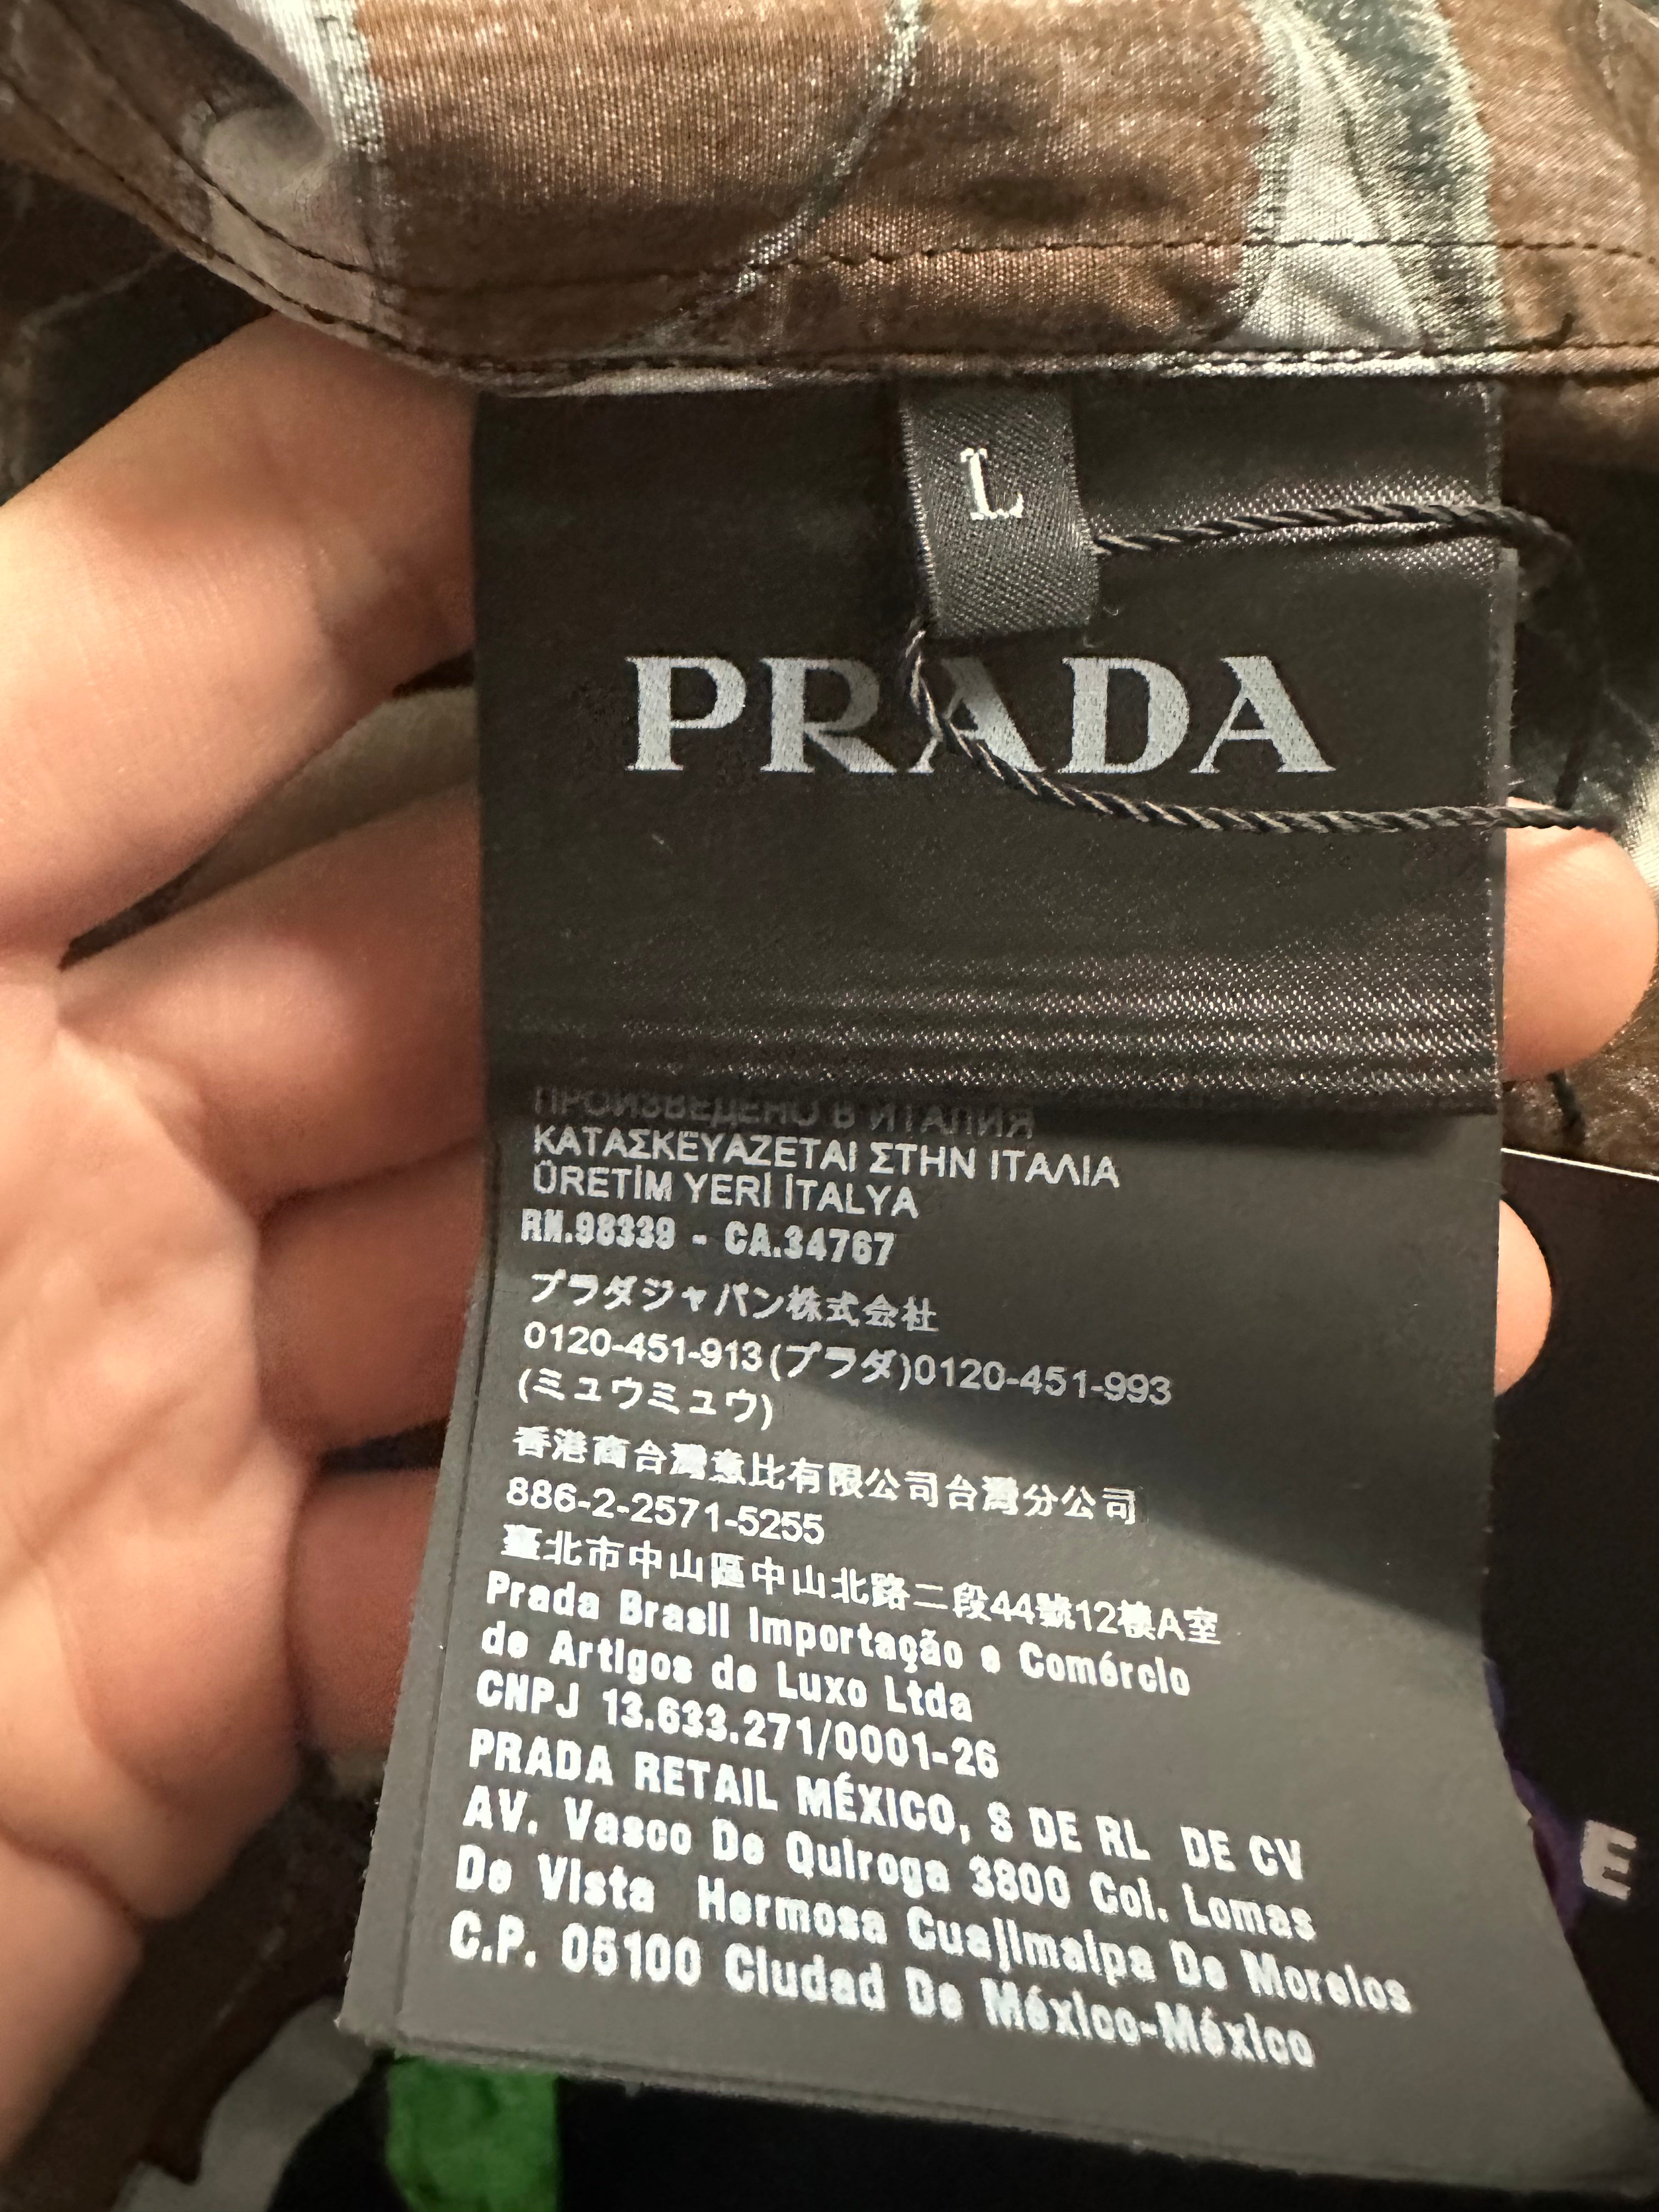 L
PRADA
ПРОИЗВЕДЕНО В ИТАЛИЯ
ΚΑΤΑΣΚΕΥΑΖΕΤΑΙ ΣΤΗΝ ΙΤΑΛΙΑ
ÜRETİM YERİ İTALYA
RN.98339 - CA.34767
プラダジャパン株式会社
0120-451-913(プラダ)0120-451-993
(ミュウミュウ)
香港商台灣意比有限公司台灣分公司
886-2-2571-5255
臺北市中山區中山北路二段44號12樓A室
Prada Brasil Importação e Comércio
de Artigos de Luxo Ltda
CNPJ 13.633.271/0001-26
PRADA RETAIL MÉXICO, S DE RL DE CV
AV. Vasco De Quiroga 3800 Col. Lomas
De Vista Hermosa Cuajimalpa De Morelos
C.P. 05100 Ciudad De México-México
E